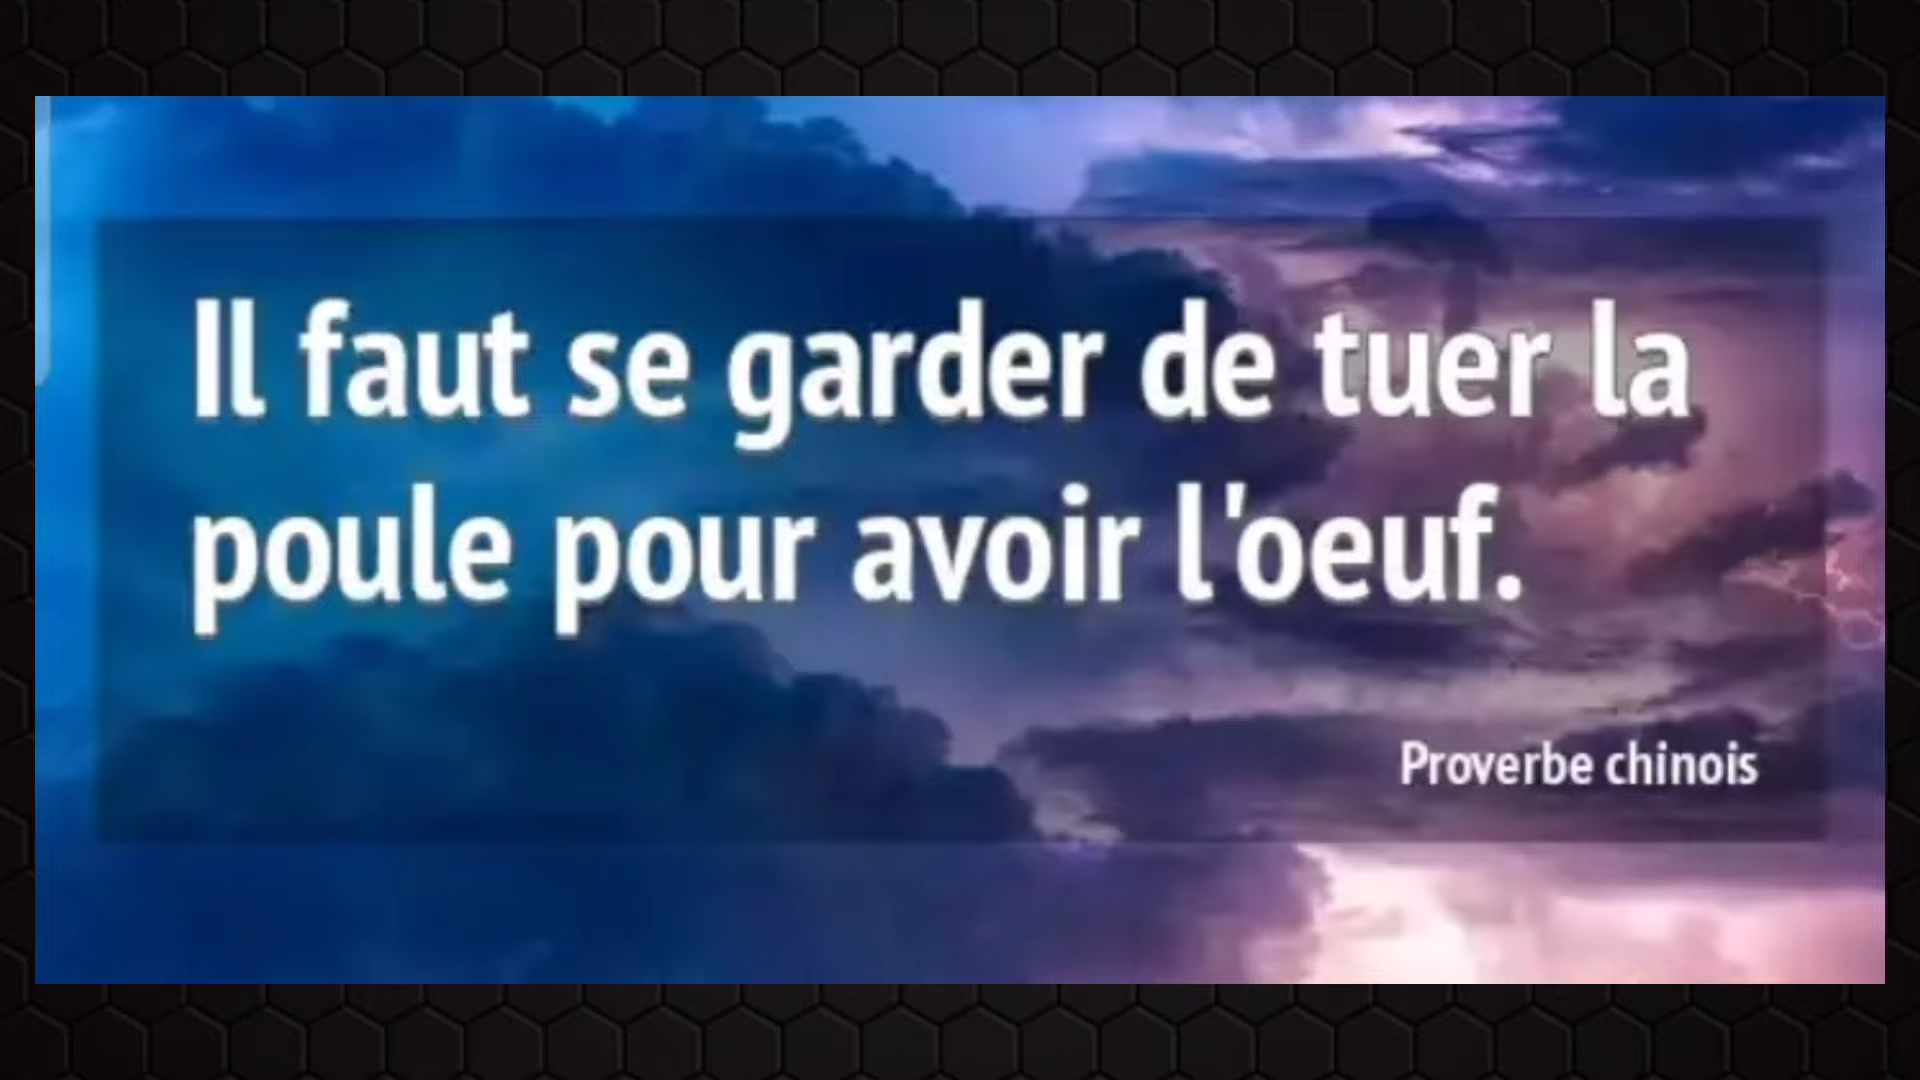 Il faut se garder de tuer la
poule pour avoir l'oeuf.
Proverbe chinois